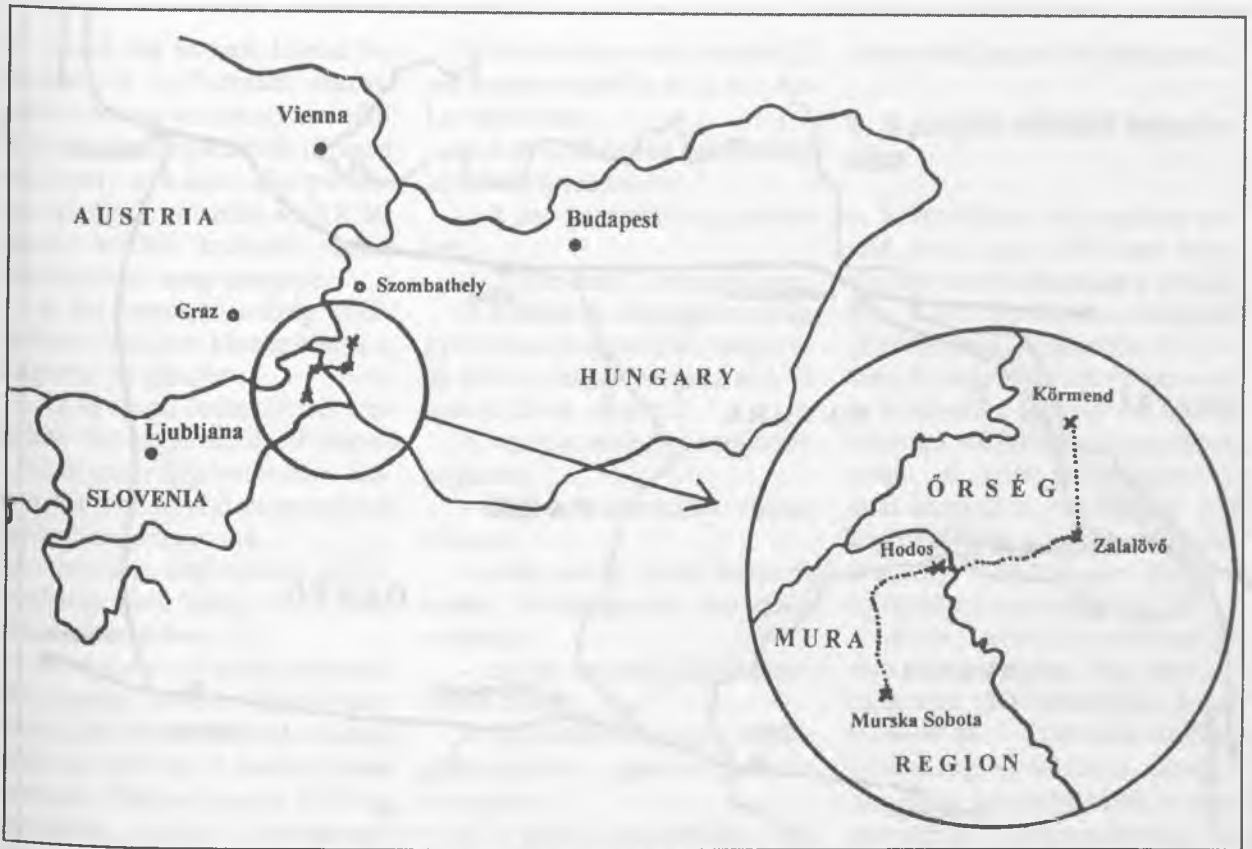 Vienna
AUSTRIA
Budapest
Szombathely
Graz
HUNGARY
Ljubljana
SLOVENIA
Körmend
ŐRSÉG
Hodos
Zalalövő
MURA
Murska Sobota
REGION